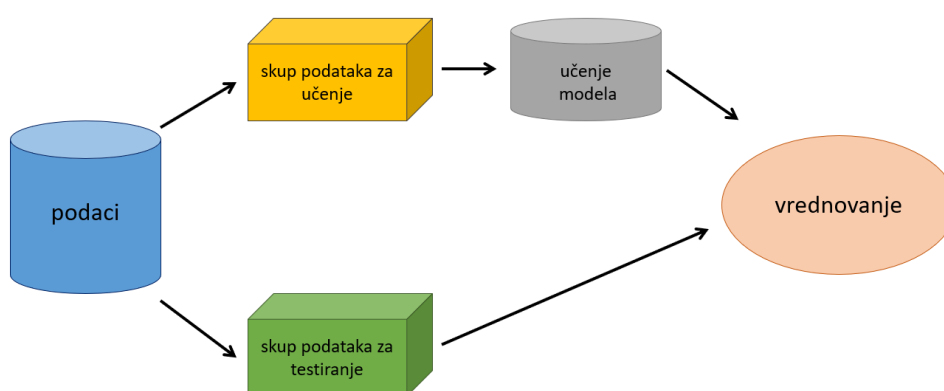 skup podataka za
učenje
učenje
modela
podaci
vrednovanje
skup podataka za
testiranje